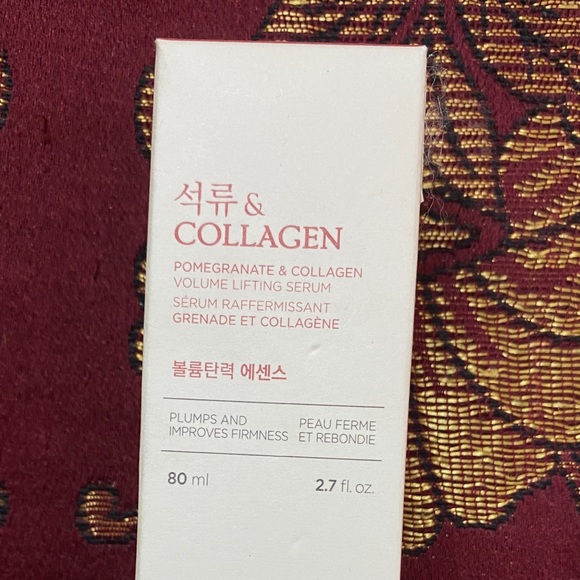 석류 &
COLLAGEN
POMEGRANATE & COLLAGEN
VOLUME LIFTING SERUM
SÉRUM RAFFERMISSANT
GRENADE ET COLLAGÈNE
볼륨탄력 에센스
PLUMPS AND
IMPROVES FIRMNESS
PEAU FERME
ET REBONDIE
80 ml
2.7 fl. oz.